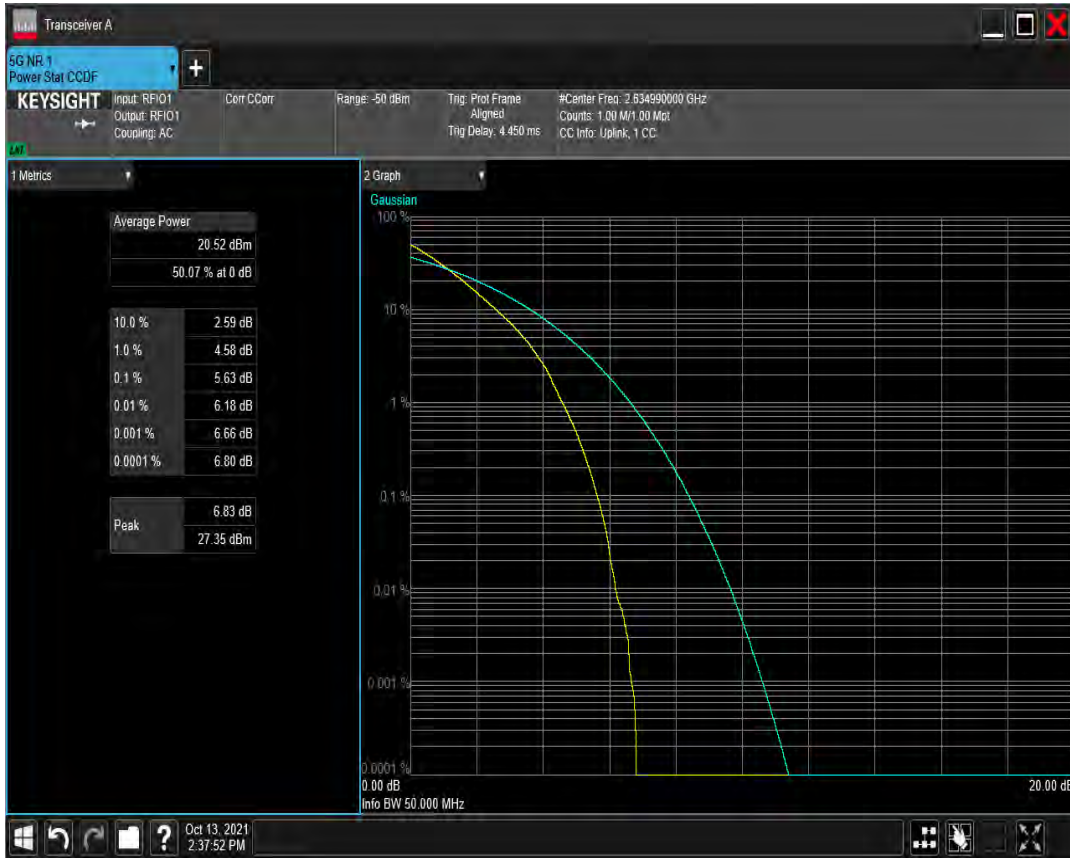 Transceiver A
5G NR 1
Power Stat CCDF
+
KEYSIGHT
Input: RFIO1
Output: RFIO1
Coupling: AC
Corr CCorr
Range: -50 dBm
Trig: Prot Frame
Aligned
Trig Delay: 4.450 ms
#Center Freq: 2.634990000 GHz
Counts: 1.00 M/1.00 Mpt
CC Info: Uplink, 1 CC
1 Metrics
Average Power
20.52 dBm
50.07 % at 0 dB
10.0 % 2.59 dB
1.0 % 4.58 dB
0.1 % 5.63 dB
0.01 % 6.18 dB
0.001 % 6.66 dB
0.0001 % 6.80 dB
Peak
6.83 dB
27.35 dBm
2 Graph
Gaussian
100 %
10 %
1 %
0.1 %
0.01 %
0.001 %
0.0001 %
0.00 dB
20.00 dB
Info BW 50.000 MHz
?
Oct 13, 2021
2:37:52 PM